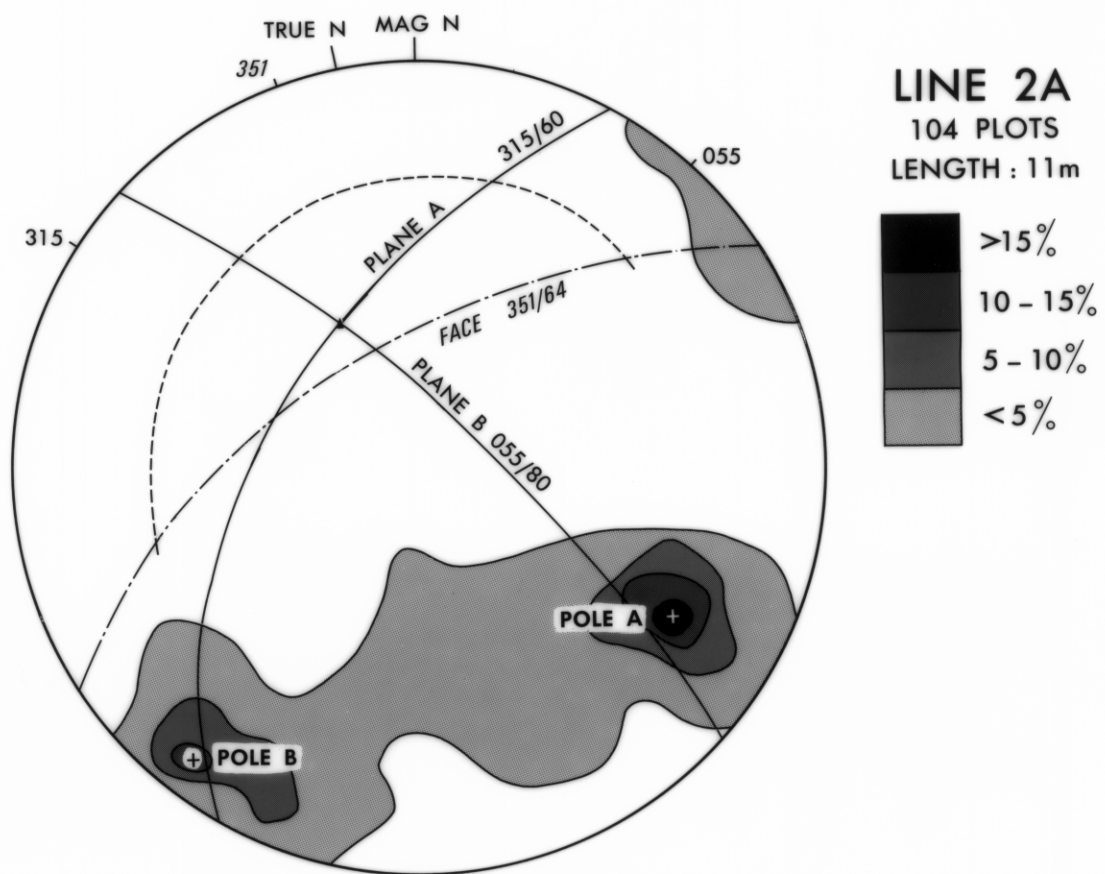 TRUE N
MAG N
351
315/60
055
315
PLANE A
FACE 351/64
PLANE B 055/80
POLE A
POLE B
LINE 2A
104 PLOTS
LENGTH : 11m
>15%
10 – 15%
5 – 10%
<5%